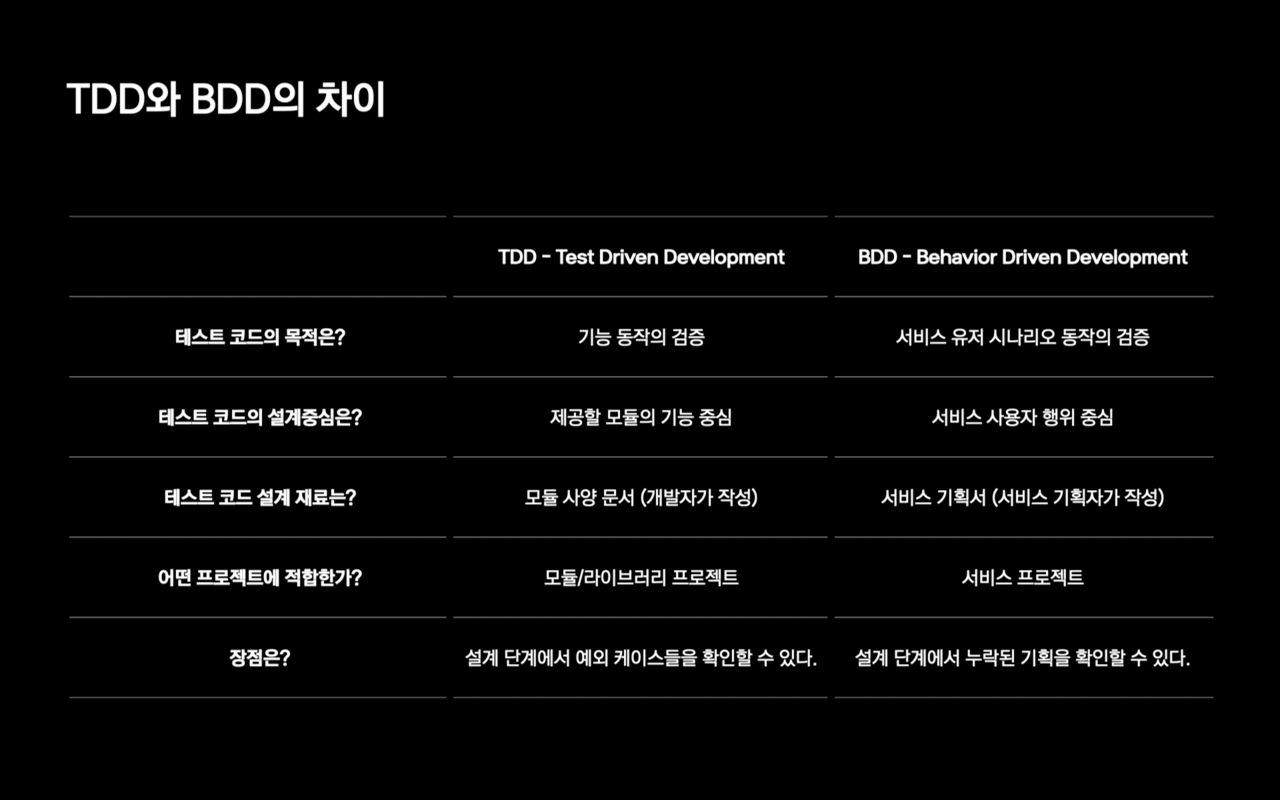 TDD와 BDD의 차이
TDD - Test Driven Development
BDD - Behavior Driven Development
테스트 코드의 목적은?
기능 동작의 검증
서비스 유저 시나리오 동작의 검증
테스트 코드의 설계중심은?
제공할 모듈의 기능 중심
서비스 사용자 행위 중심
테스트 코드 설계 재료는?
모듈 사양 문서 (개발자가 작성)
서비스 기획서 (서비스 기획자가 작성)
어떤 프로젝트에 적합한가?
모듈/라이브러리 프로젝트
서비스 프로젝트
장점은?
설계 단계에서 예외 케이스들을 확인할 수 있다.
설계 단계에서 누락된 기획을 확인할 수 있다.